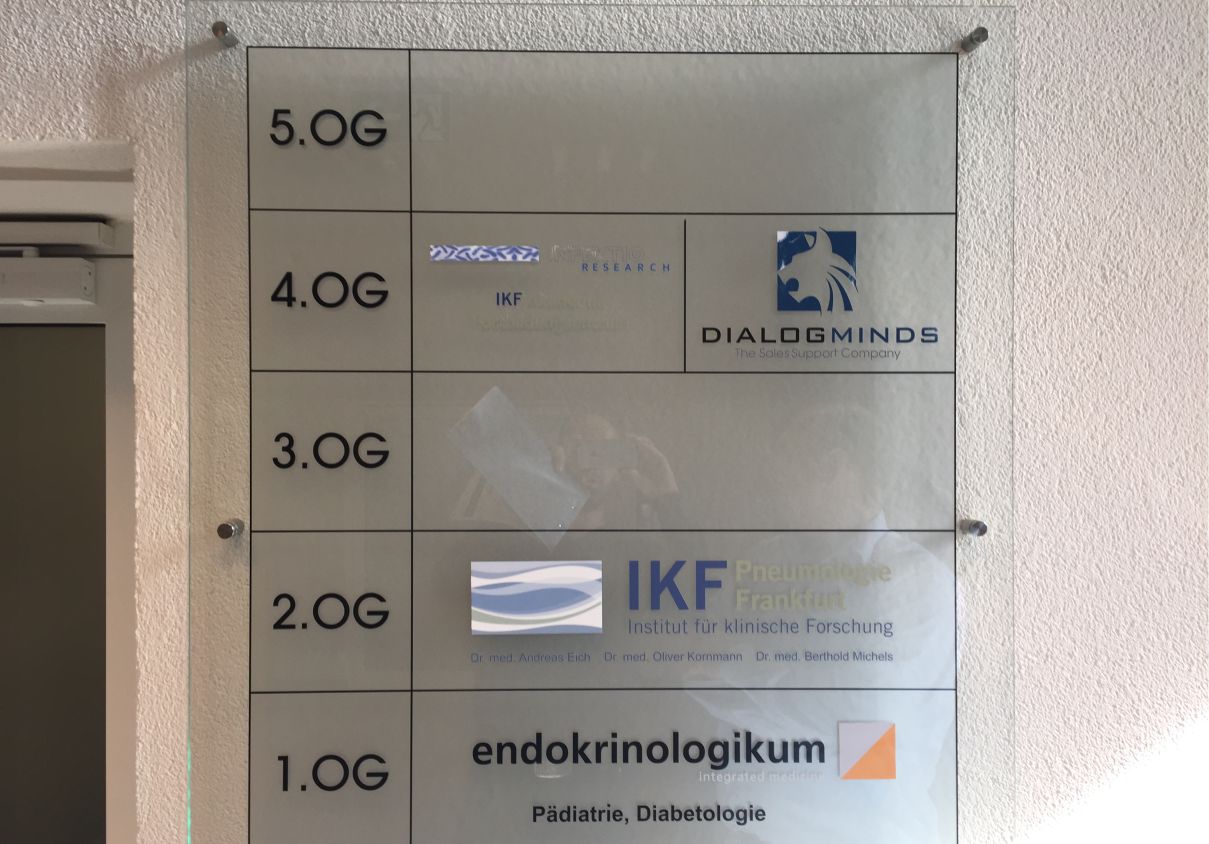 5.OG
4.OG
INFECTIO
RESEARCH
IKF
DIALOGMINDS
The Sales Support Company
3.OG
2.OG
IKF Pneumologie
Frankfurt
Institut für klinische Forschung
Dr. med. Andreas Eich Dr. med. Oliver Kornmann Dr. med. Berthold Michels
1.OG
endokrinologikum
integrated medicine
Pädiatrie, Diabetologie